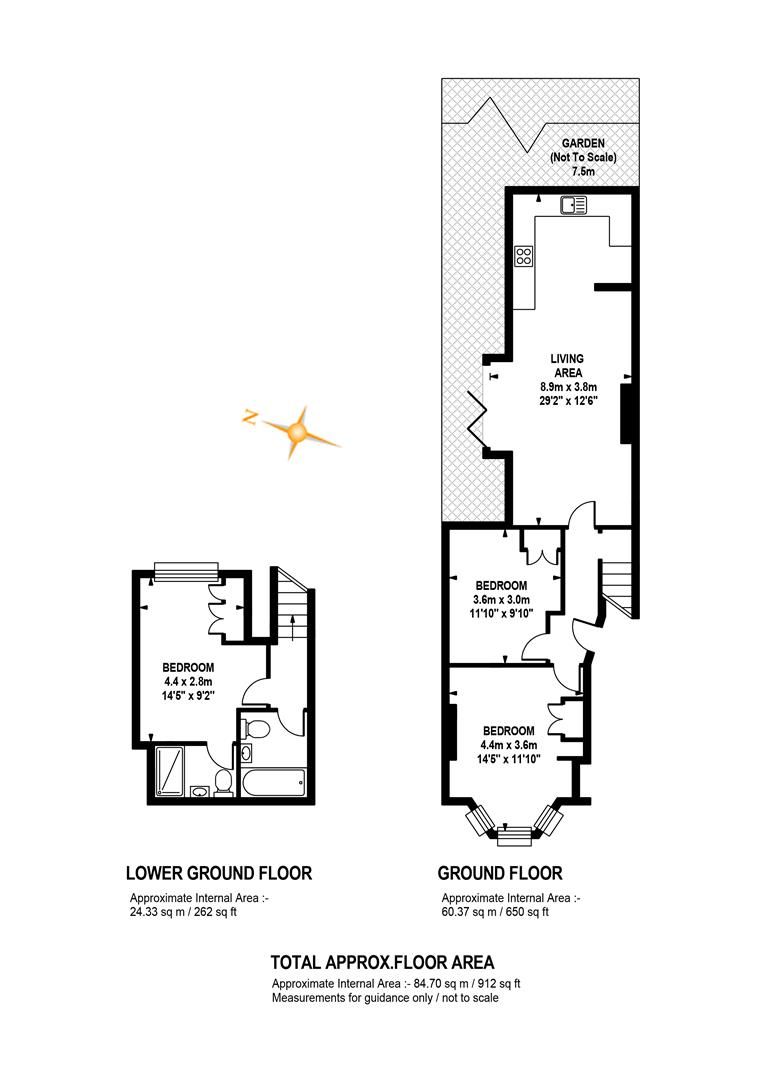 GARDEN
(Not To Scale)
7.5m
LIVING
AREA
8.9m x 3.8m
29'2" x 12'6"
N
BEDROOM
3.6m x 3.0m
11'10" x 9'10"
BEDROOM
4.4 x 2.8m
14'5" x 9'2"
BEDROOM
4.4m x 3.6m
14'5" x 11'10"
LOWER GROUND FLOOR
Approximate Internal Area :-
24.33 sq m / 262 sq ft
GROUND FLOOR
Approximate Internal Area :-
60.37 sq m / 650 sq ft
TOTAL APPROX.FLOOR AREA
Approximate Internal Area :- 84.70 sq m / 912 sq ft
Measurements for guidance only / not to scale